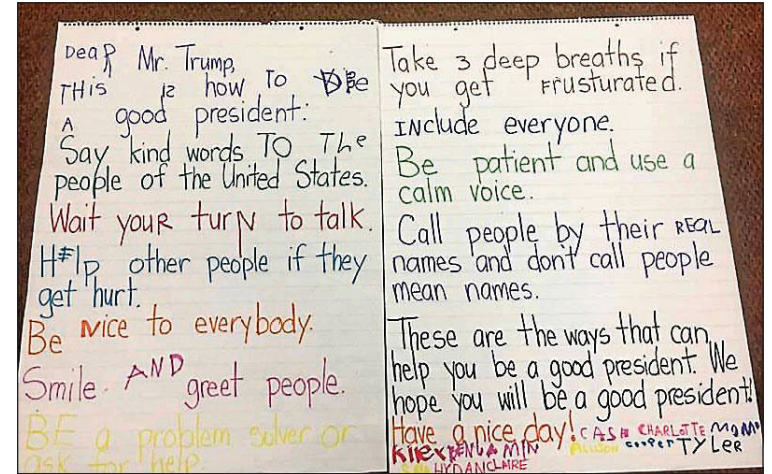 Dear Mr. Trump,
THis is how To Be
A good president:
Say kind words TO The
people of the United States.
Wait youR turN to talk.
Help other people if they
get hurt.
Be Nice to everybody.
Smile. AND greet people.
BE a problem solver or
ask for help
Take 3 deep breaths if
you get Frusturated.
INclude everyone.
Be patient and use a
calm voice.
Call people by their REAL
names and don't call people
mean names.
These are the ways that can
help you be a good president. We
hope you will be a good president!
Have a nice day! CASH CHARLOTTE
BENJAMIN ALLISON cooper TYLer
CLAIRE